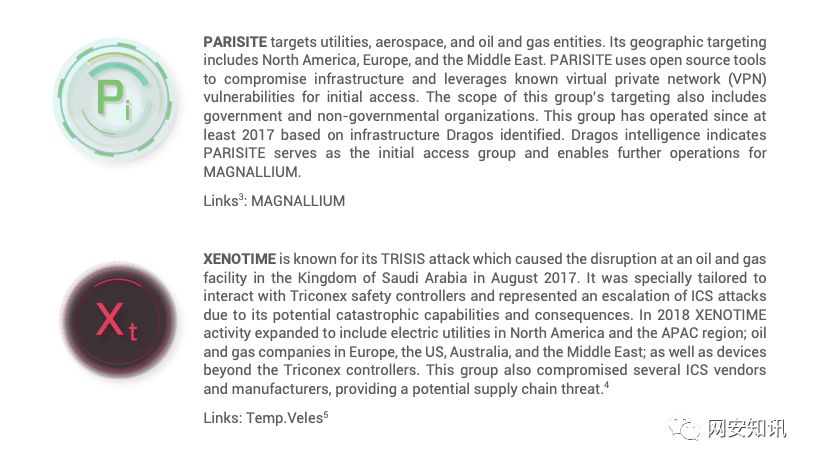 Pi
PARISITE targets utilities, aerospace, and oil and gas entities. Its geographic targeting
includes North America, Europe, and the Middle East. PARISITE uses open source tools
to compromise infrastructure and leverages known virtual private network (VPN)
vulnerabilities for initial access. The scope of this group's targeting also includes
government and non-governmental organizations. This group has operated since at
least 2017 based on infrastructure Dragos identified. Dragos intelligence indicates
PARISITE serves as the initial access group and enables further operations for
MAGNALLIUM.
Links3: MAGNALLIUM
Xt
XENOTIME is known for its TRISIS attack which caused the disruption at an oil and gas
facility in the Kingdom of Saudi Arabia in August 2017. It was specially tailored to
interact with Triconex safety controllers and represented an escalation of ICS attacks
due to its potential catastrophic capabilities and consequences. In 2018 XENOTIME
activity expanded to include electric utilities in North America and the APAC region; oil
and gas companies in Europe, the US, Australia, and the Middle East; as well as devices
beyond the Triconex controllers. This group also compromised several ICS vendors
and manufacturers, providing a potential supply chain threat.4
Links: Temp.Veles5
网安知讯